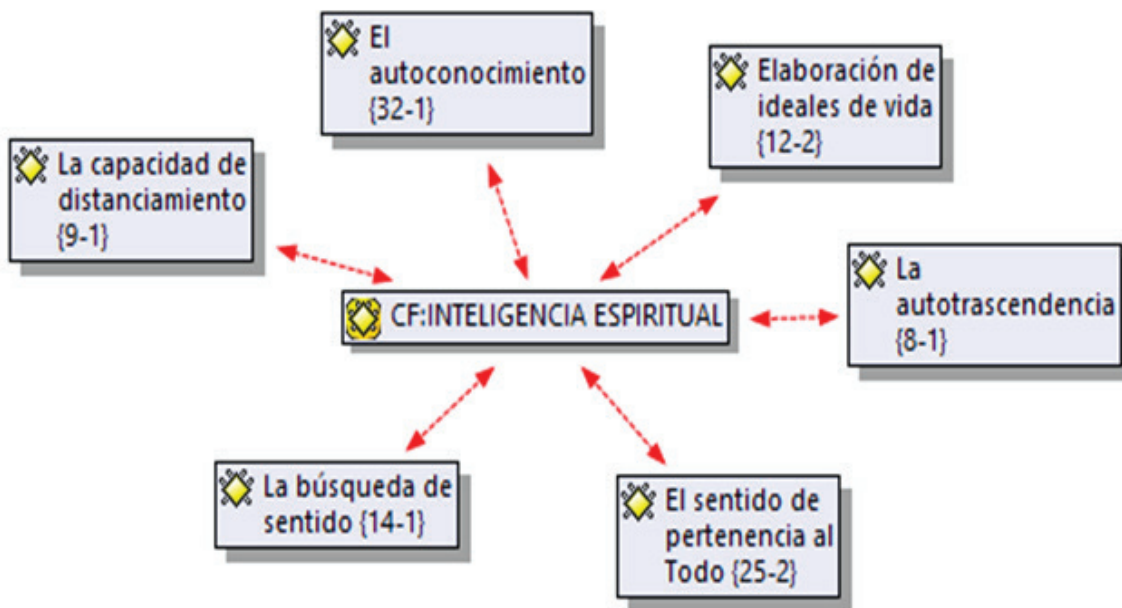 El
autoconocimiento
{32-1}
Elaboración de
ideales de vida
{12-2}
La capacidad de
distanciamiento
{9-1}
La
autotrascendencia
{8-1}
CF:INTELIGENCIA ESPIRITUAL
La búsqueda de
sentido {14-1}
El sentido de
pertenencia al
Todo {25-2}